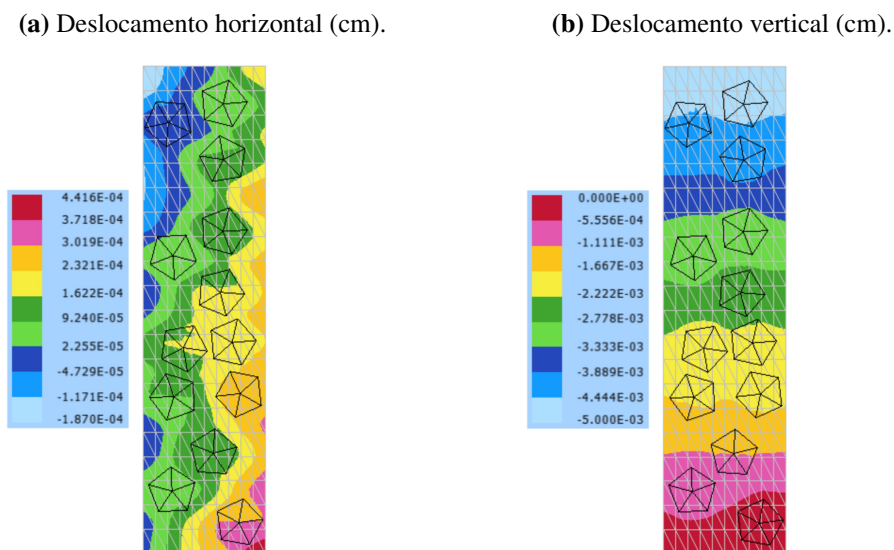 (a) Deslocamento horizontal (cm).
(b) Deslocamento vertical (cm).
4.416E-04
3.718E-04
3.019E-04
2.321E-04
1.622E-04
9.240E-05
2.255E-05
-4.729E-05
-1.171E-04
-1.870E-04
0.000E+00
-5.556E-04
-1.111E-03
-1.667E-03
-2.222E-03
-2.778E-03
-3.333E-03
-3.889E-03
-4.444E-03
-5.000E-03